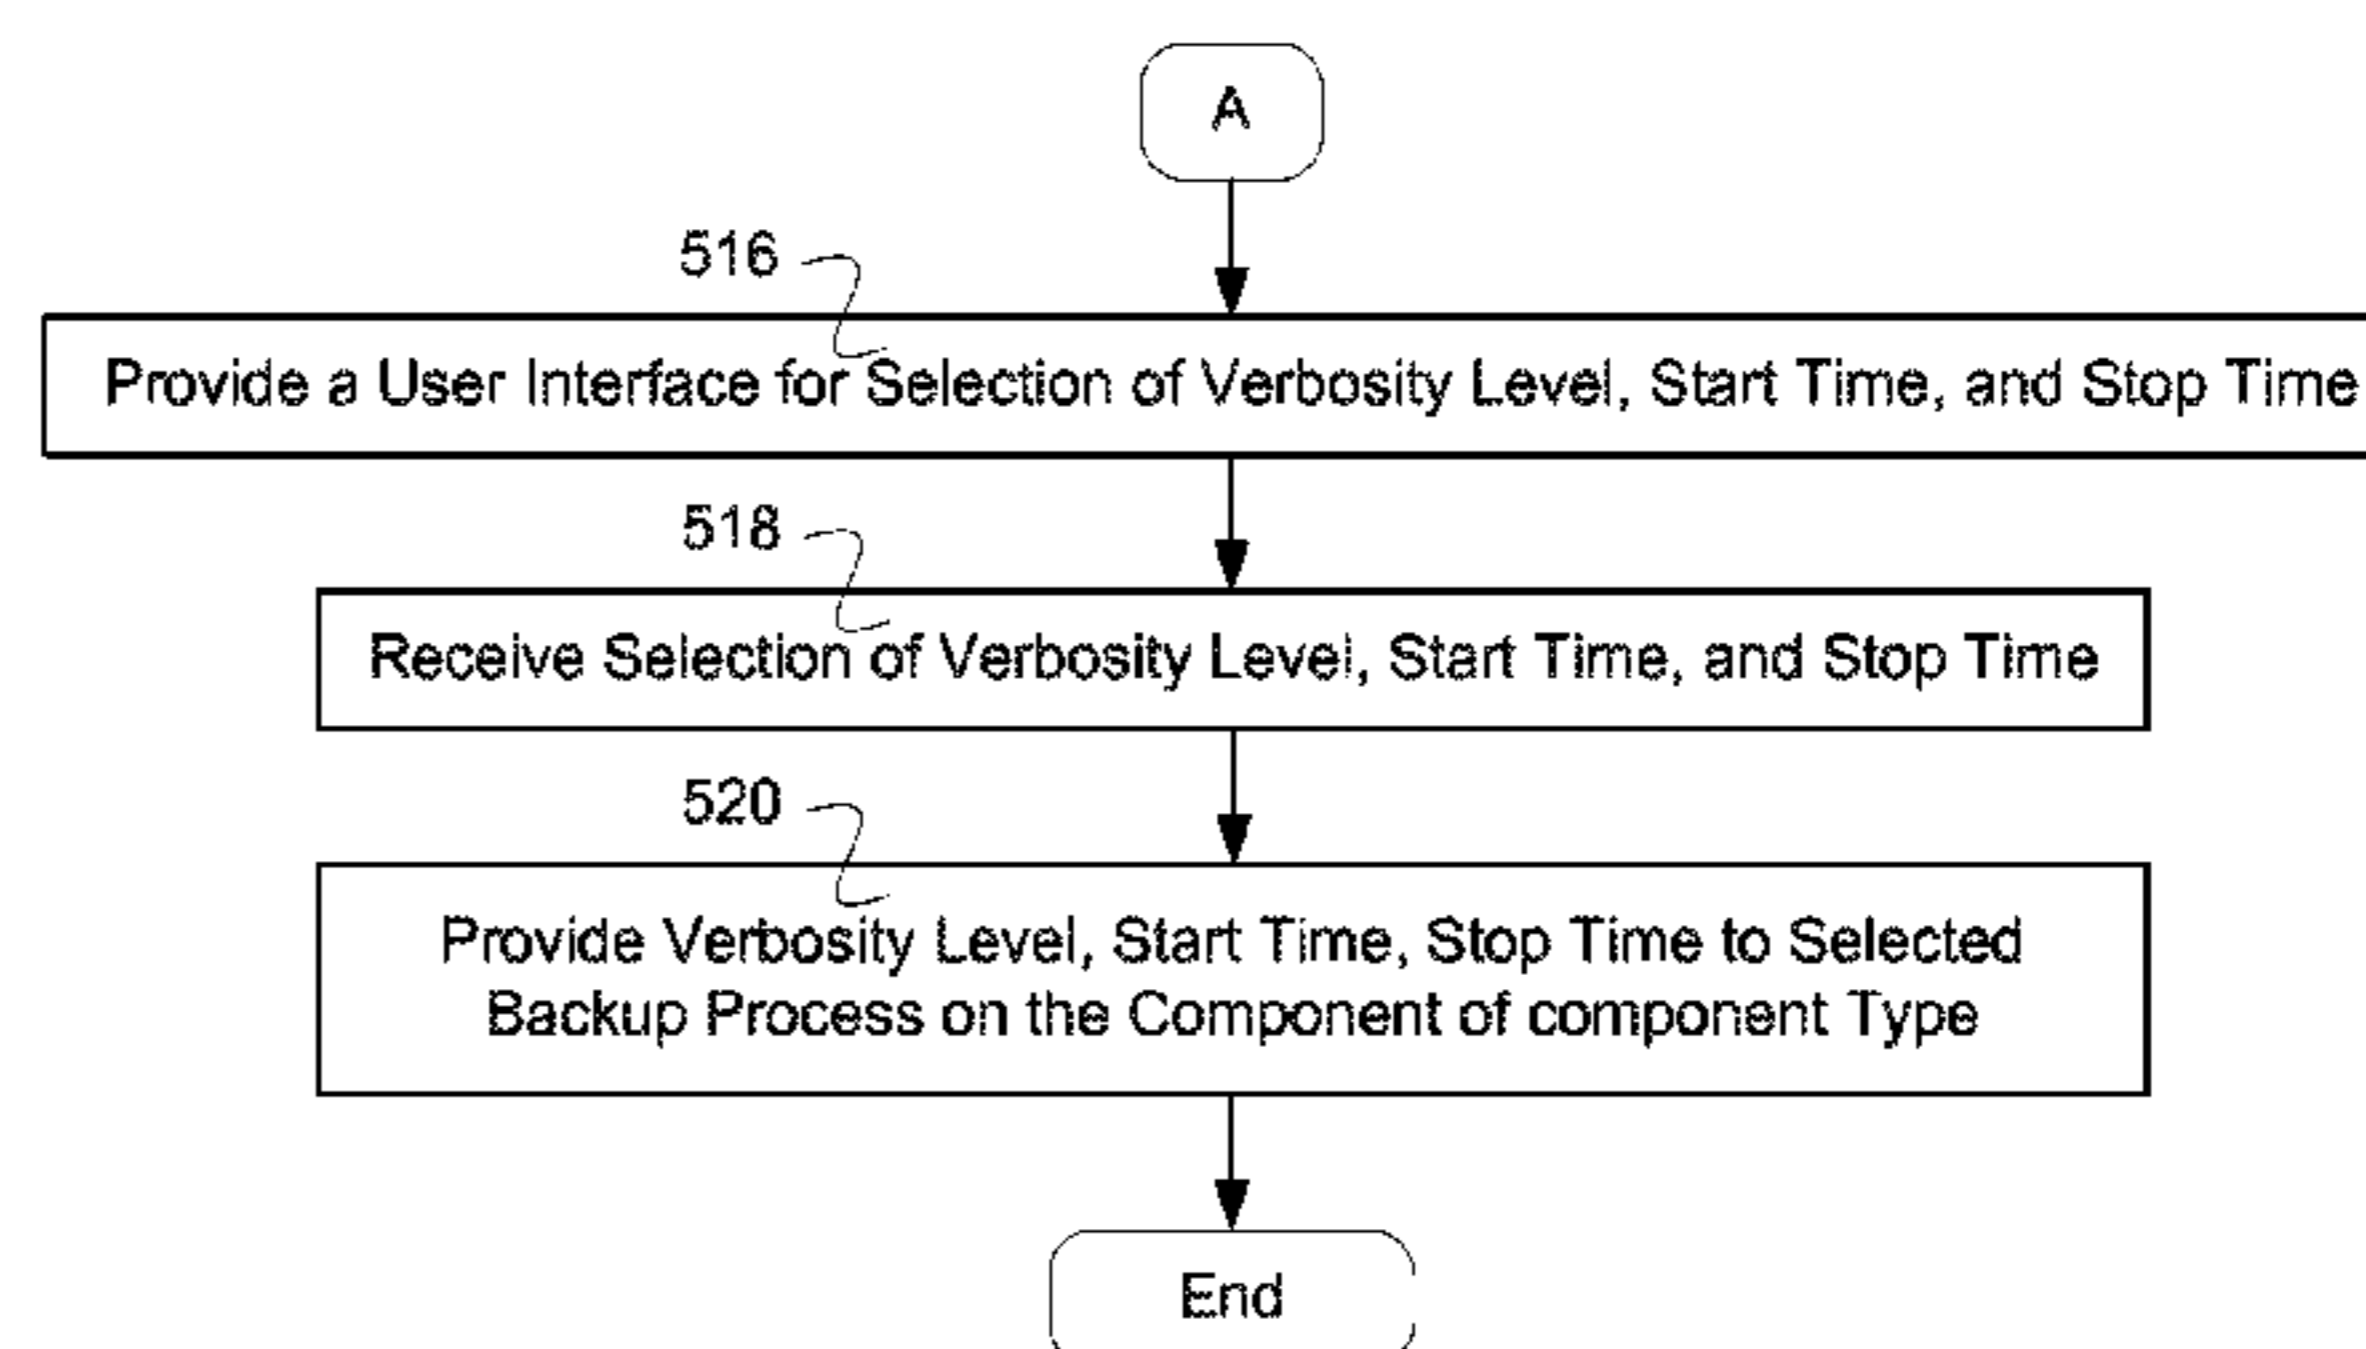 A
516
Provide a User Interface for Selection of Verbosity Level, Start Time, and Stop Time
518
Receive Selection of Verbosity Level, Start Time, and Stop Time
520
Provide Verbosity Level, Start Time, Stop Time to Selected
Backup Process on the Component of component Type
End